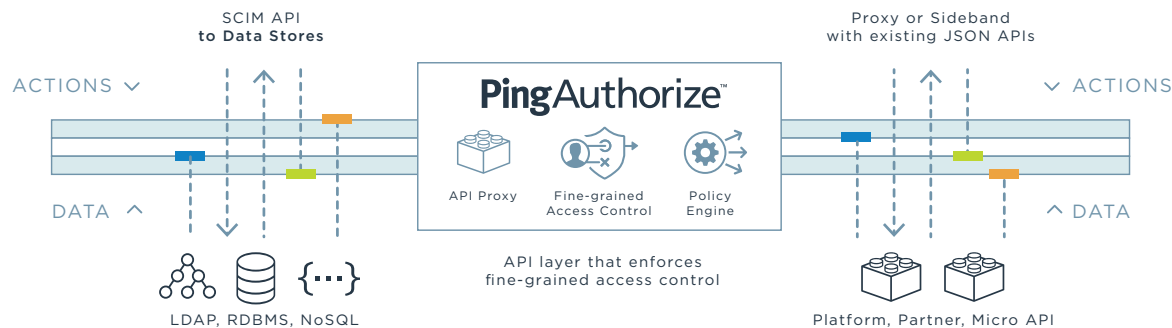 SCIM API
to Data Stores
Proxy or Sideband
with existing JSON APIs
ACTIONS
ACTIONS
PingAuthorize™
API Proxy
Fine-grained
Access Control
Policy
Engine
DATA
DATA
API layer that enforces
fine-grained access control
{...}
LDAP, RDBMS, NoSQL
Platform, Partner, Micro API